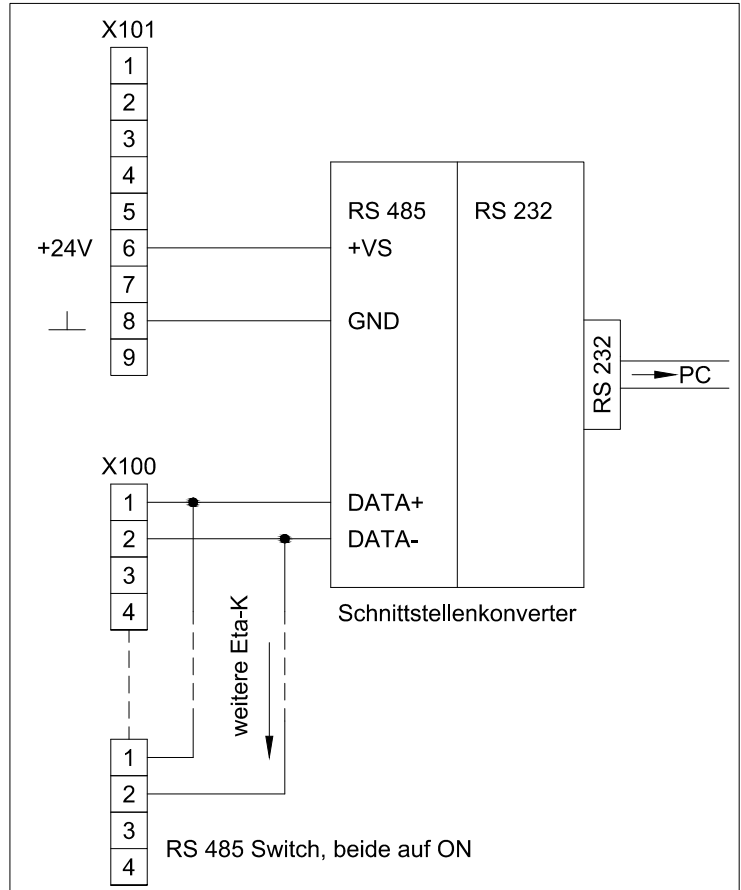 X101
1
2
3
4
5
+24V 6
7
8
9
RS 485 RS 232
+VS
GND
RS 232
PC
X100
1
2
3
4
DATA+
DATA-
Schnittstellenkonverter
weitere Eta-K
1
2
3
4
RS 485 Switch, beide auf ON